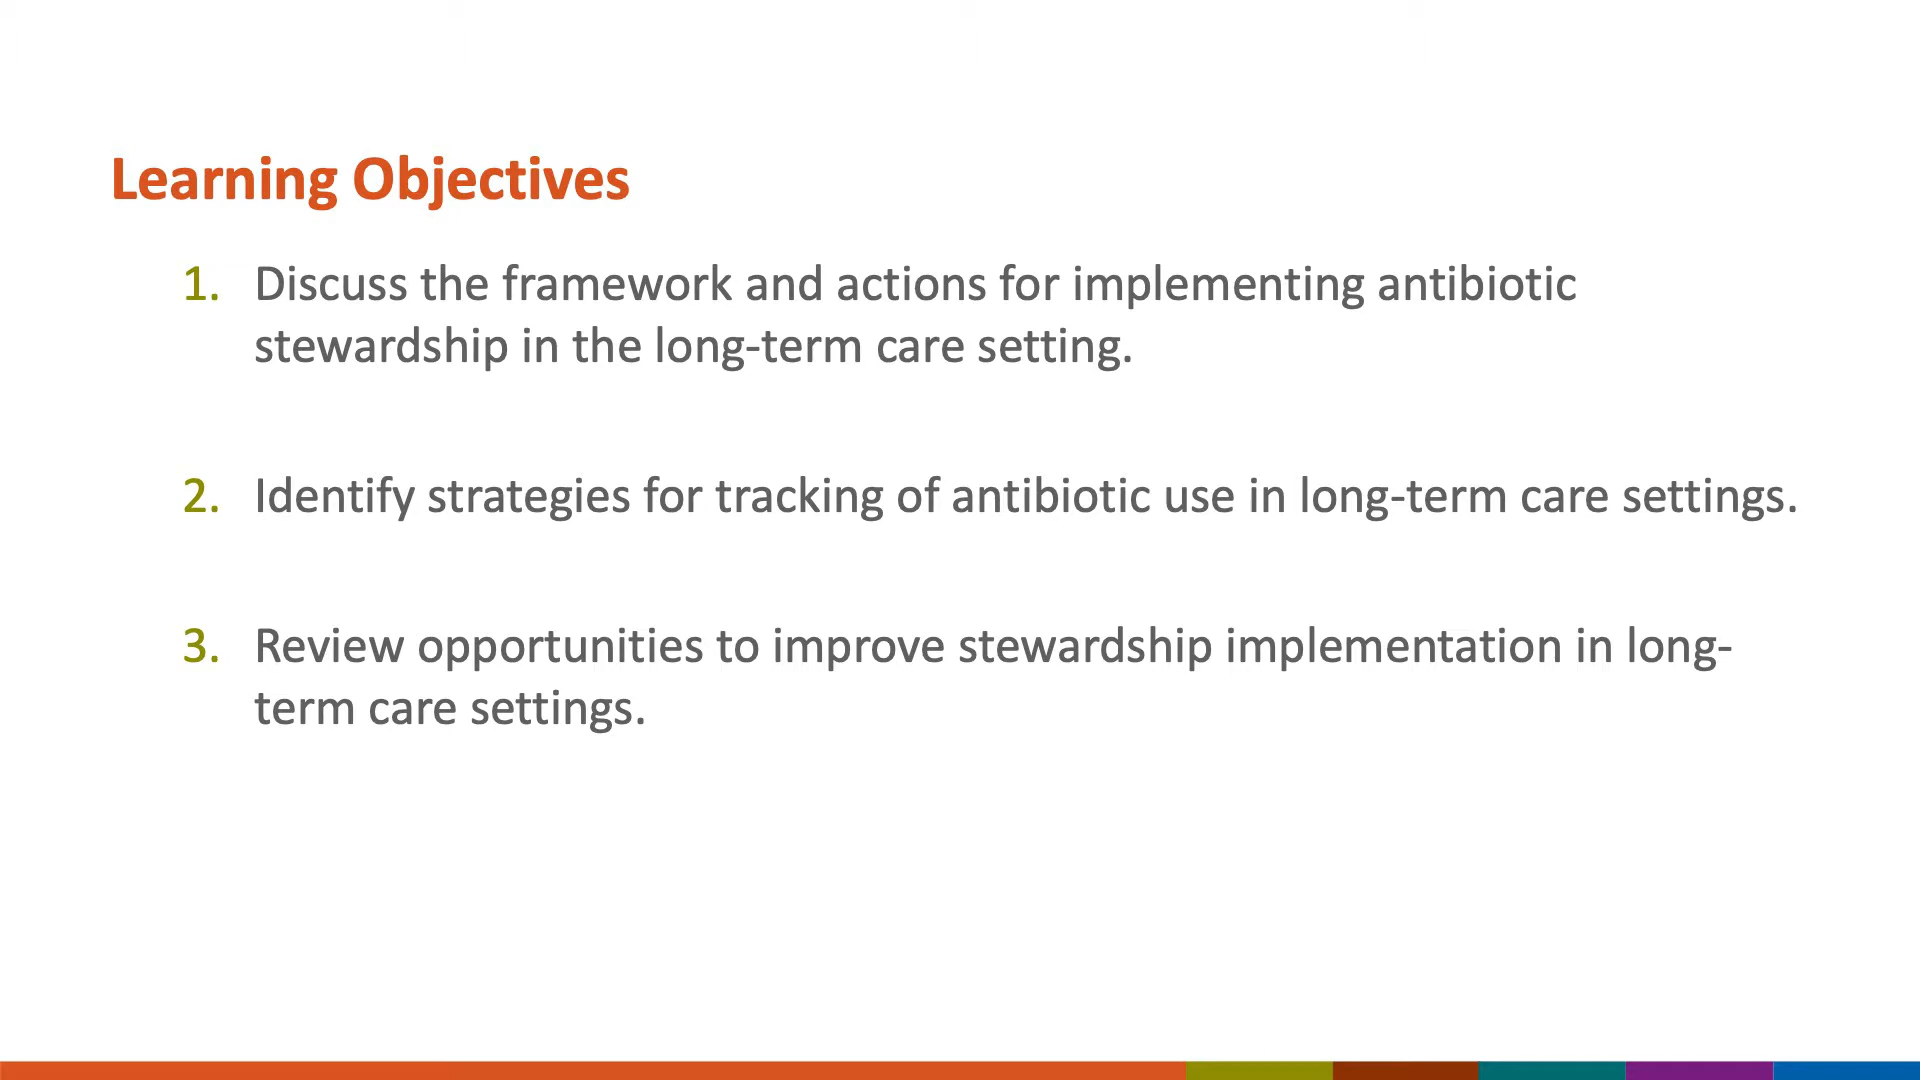 Learning Objectives
1. Discuss the framework and actions for implementing antibiotic
stewardship in the long-term care setting.
2. Identify strategies for tracking of antibiotic use in long-term care settings.
3. Review opportunities to improve stewardship implementation in long-
term care settings.